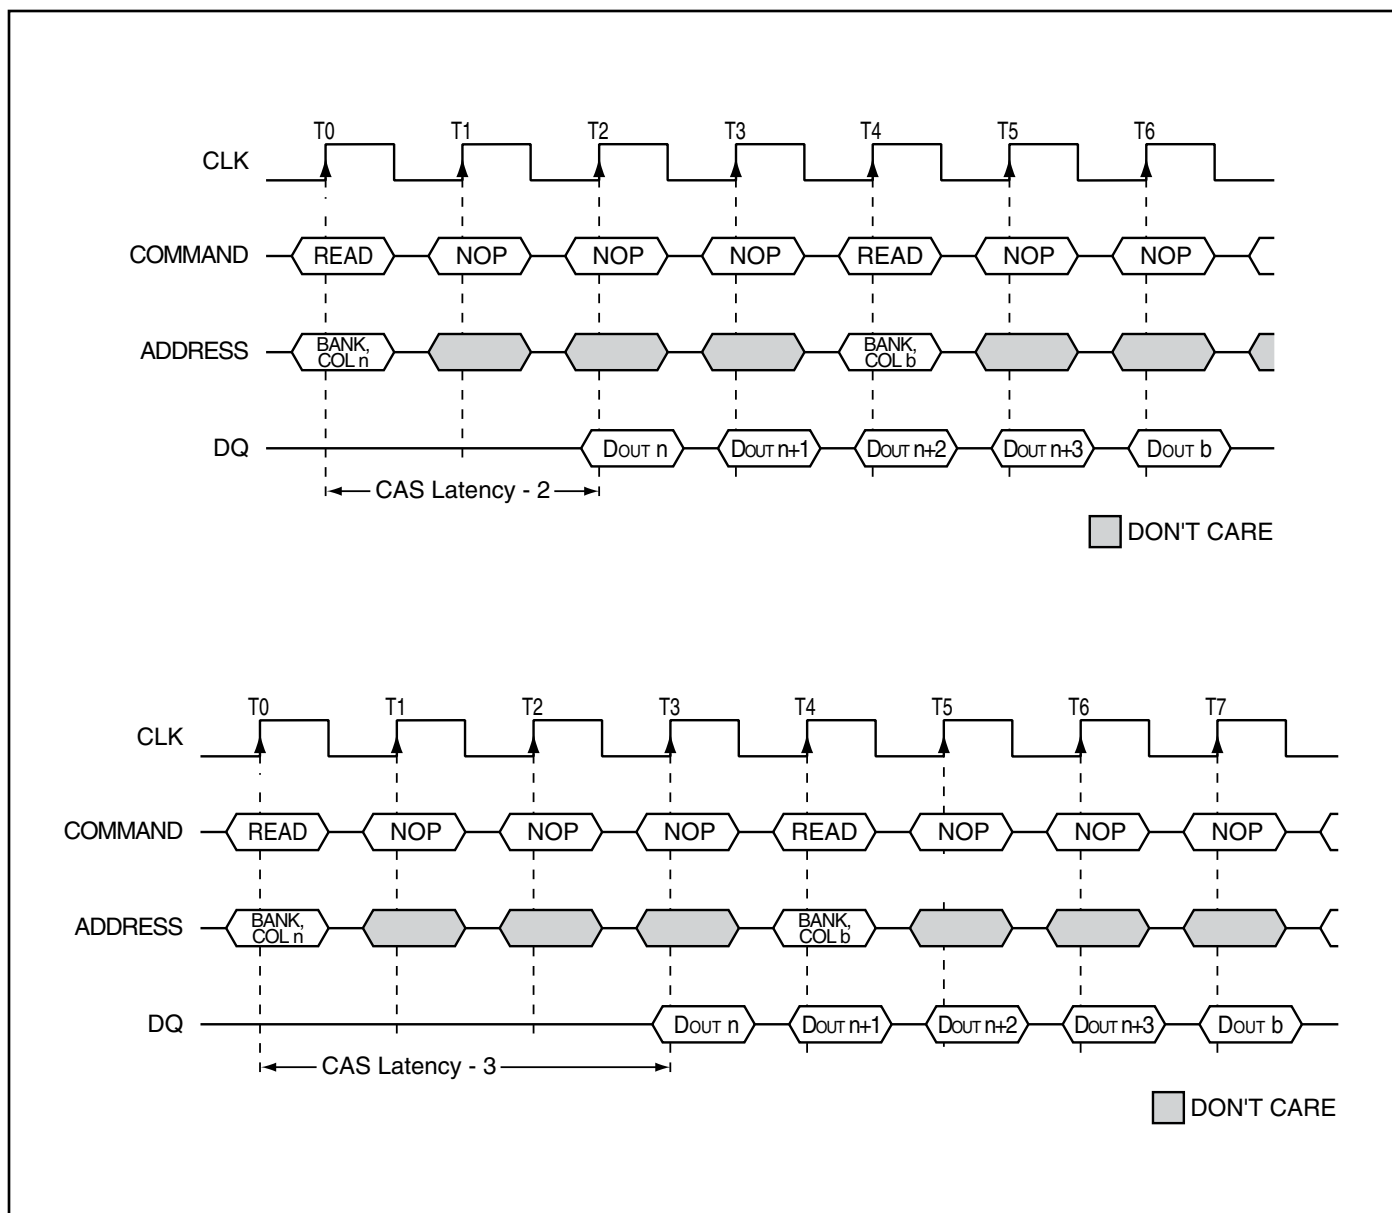 T0 T1 T2 T3 T4 T5 T6
CLK
COMMAND READ NOP NOP NOP READ NOP NOP
ADDRESS BANK, COL n BANK, COL b
DQ DOUT n DOUT n+1 DOUT n+2 DOUT n+3 DOUT b
CAS Latency - 2
DON'T CARE
T0 T1 T2 T3 T4 T5 T6 T7
CLK
COMMAND READ NOP NOP NOP READ NOP NOP NOP
ADDRESS BANK, COL n BANK, COL b
DQ DOUT n DOUT n+1 DOUT n+2 DOUT n+3 DOUT b
CAS Latency - 3
DON'T CARE